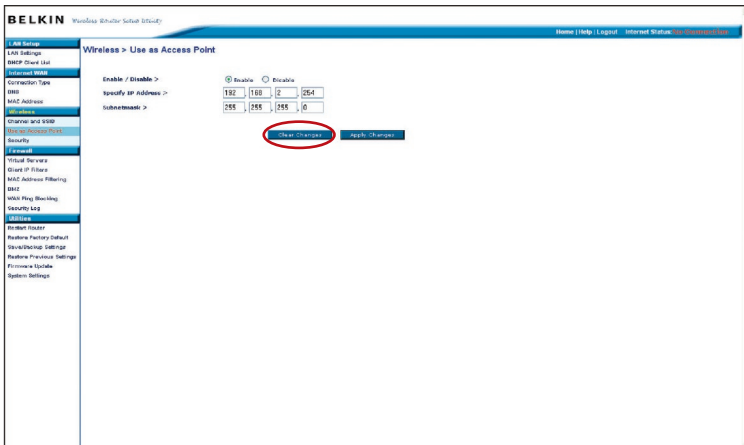 BELKIN Wireless Router Setup Utility
Home | Help | Logout Internet Status:
LAN Setup
LAN Settings
DHCP Client List
Internet WAN
Connection Type
DNS
MAC Address
Wireless
Channel and SSID
Use as Access Point
Security
Firewall
Virtual Servers
Client IP Filters
MAC Address Filtering
DMZ
WAN Ping Blocking
Security Log
Utilities
Restart Router
Restore Factory Default
Save/Backup Settings
Restore Previous Settings
Firmware Update
System Settings
Wireless > Use as Access Point
Enable / Disable > Enable Disable
Specify IP Address > 192 . 168 . 2 . 254
Subnetmask > 255 . 255 . 255 . 0
Clear Changes Apply Changes